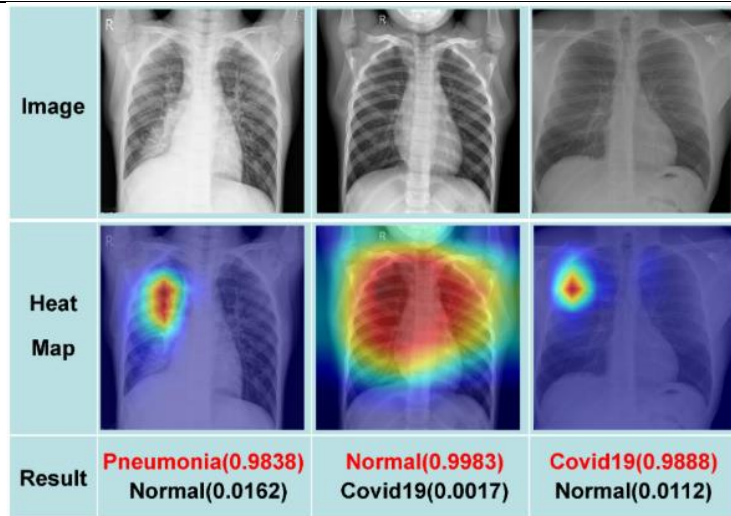 R
Image
R
Heat
Map
Result
Pneumonia(0.9838)
Normal(0.0162)
Normal(0.9983)
Covid19(0.0017)
Covid19(0.9888)
Normal(0.0112)